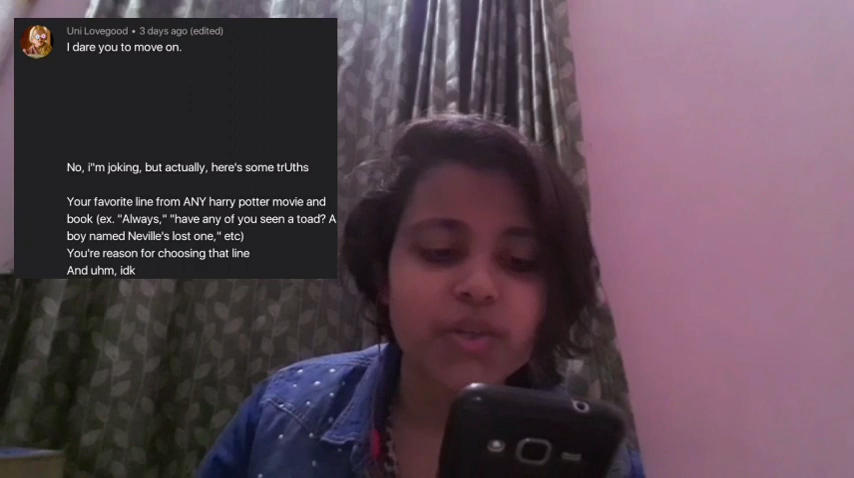 Uni Lovegood • 3 days ago (edited)
I dare you to move on.
No, i"m joking, but actually, here's some trUths
Your favorite line from ANY harry potter movie and
book (ex. "Always," "have any of you seen a toad? A
boy named Neville's lost one," etc)
You're reason for choosing that line
And uhm, idk